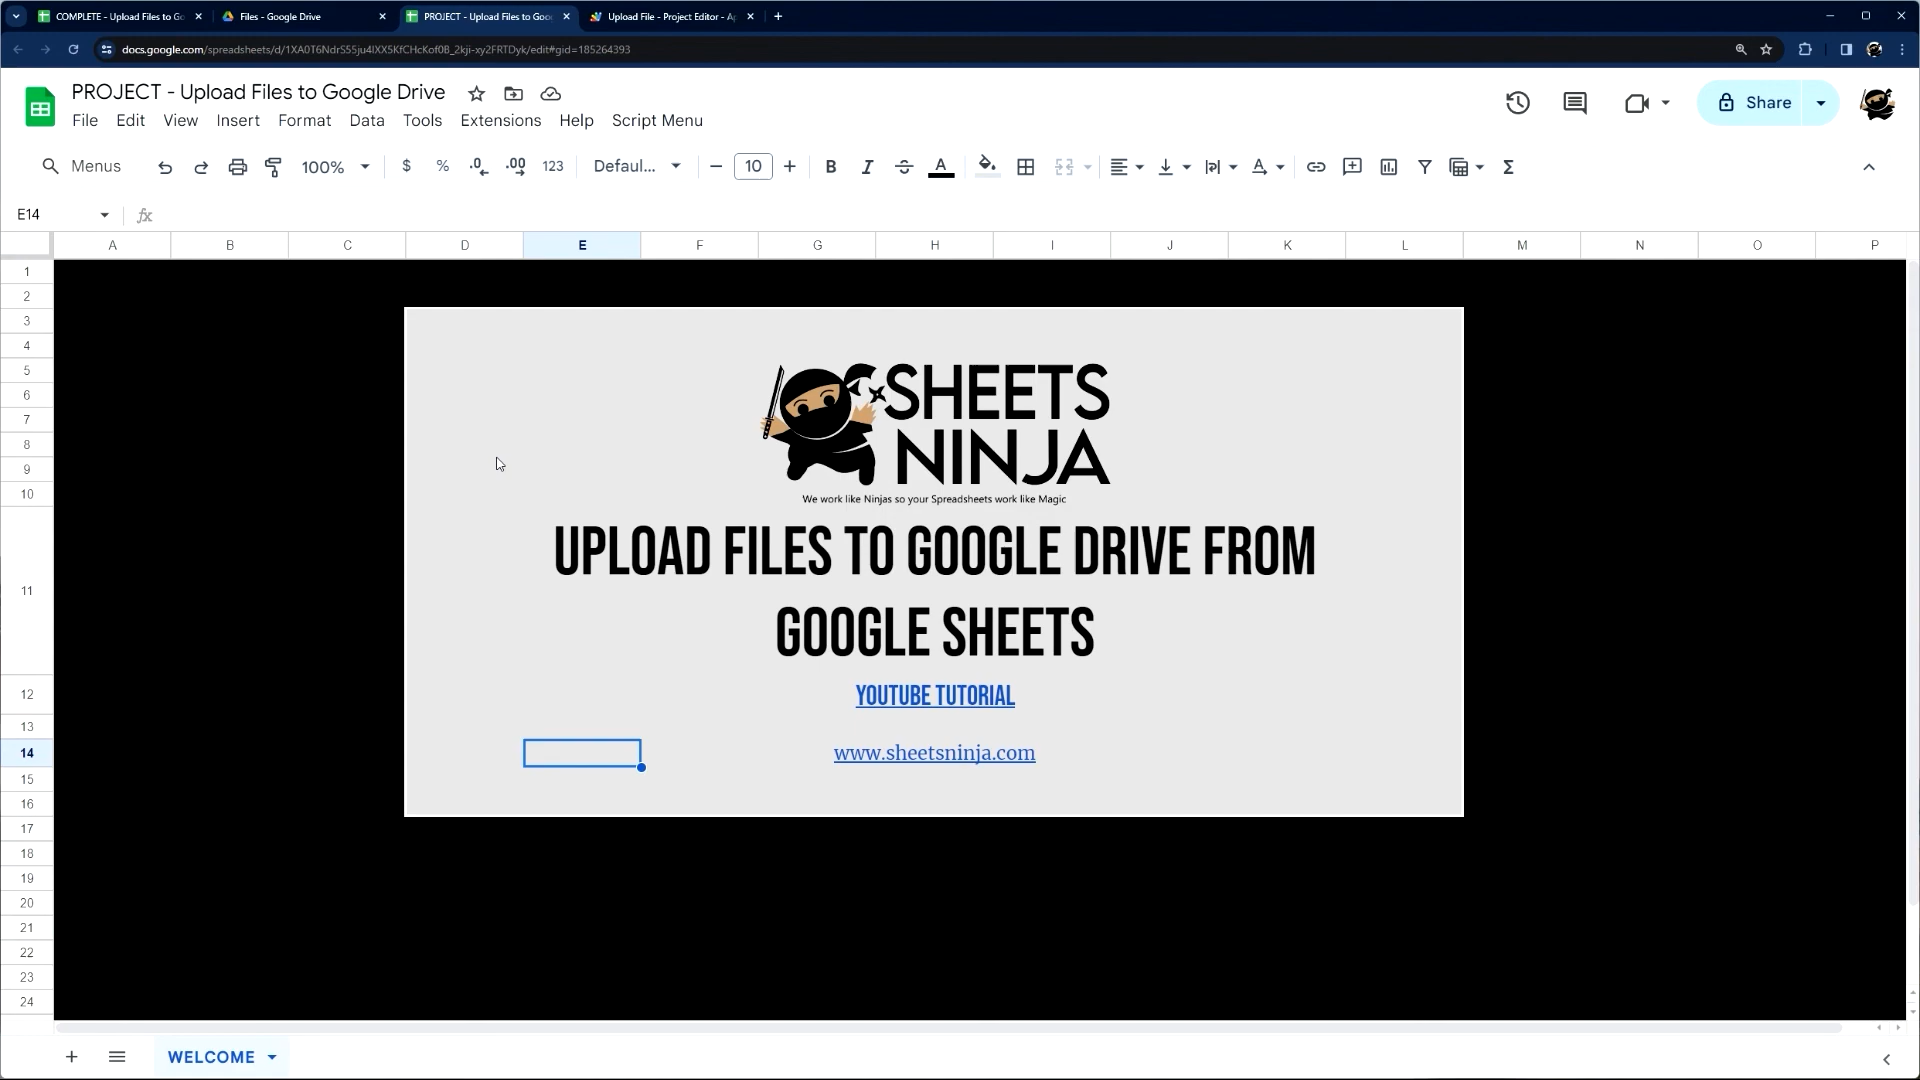 COMPLETE - Upload Files to Go
Files - Google Drive
PROJECT - Upload Files to Goo
Upload File - Project Editor - Ap
docs.google.com/spreadsheets/d/1XA0T6NdrS55ju4lXX5KfCHcKof0B_2kji-xy2FRTDyk/edit#gid=185264393
PROJECT - Upload Files to Google Drive
File Edit View Insert Format Data Tools Extensions Help Script Menu
Share
Menus 100% $ % .0 .00 123 Defaul... 10 B I A
E14 fx
A B C D E F G H I J K L M N O P
1
2
3
4
5
6
7
8
9
10
11
12
13
14
15
16
17
18
19
20
21
22
23
24
SHEETS
NINJA
We work like Ninjas so your Spreadsheets work like Magic
UPLOAD FILES TO GOOGLE DRIVE FROM
GOOGLE SHEETS
YOUTUBE TUTORIAL
www.sheetsninja.com
WELCOME